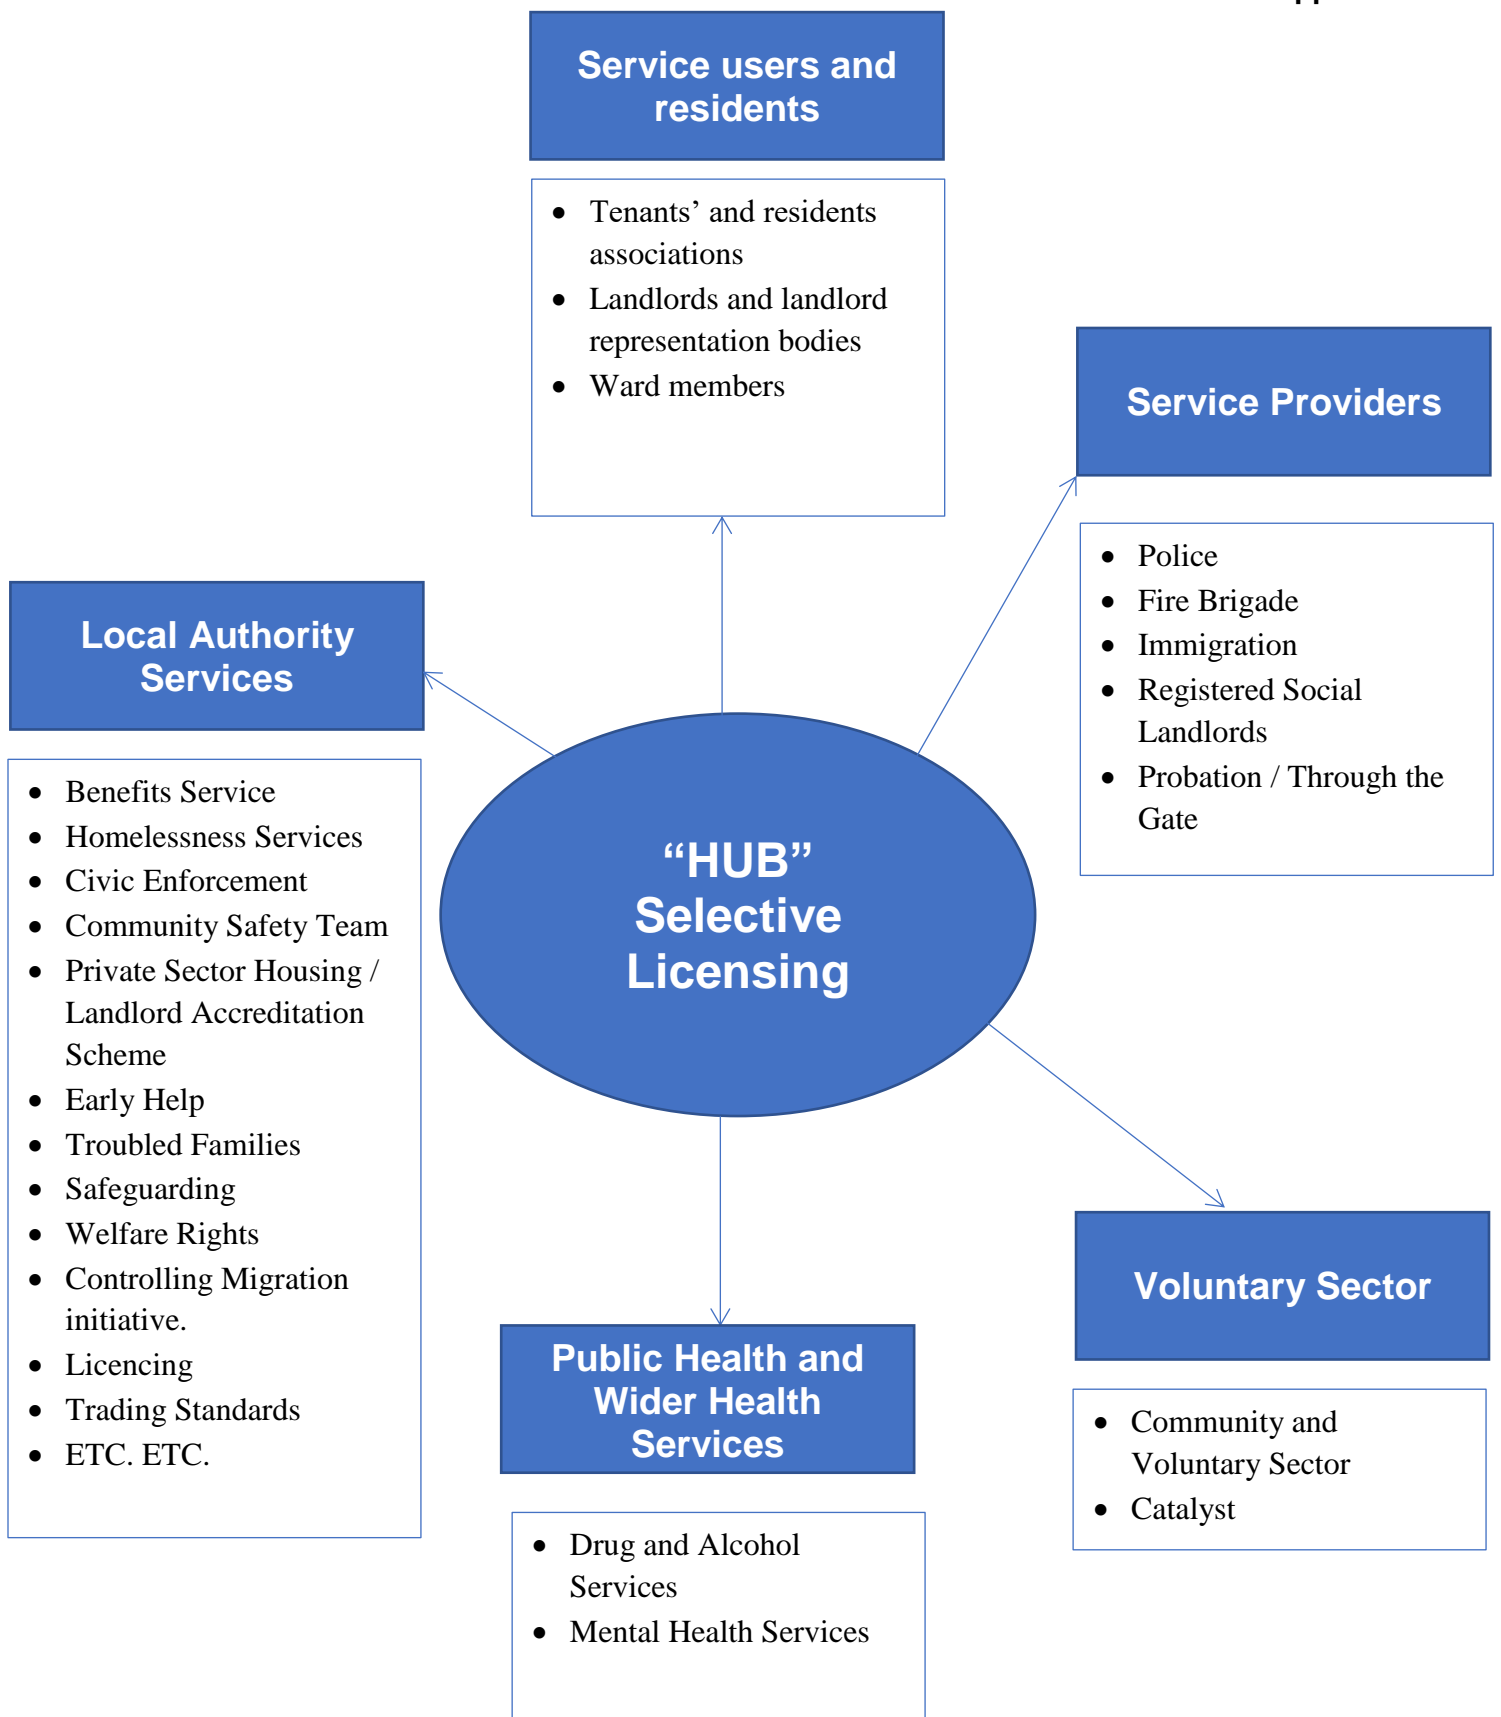 Service users and
residents
• Tenants’ and residents
associations
• Landlords and landlord
representation bodies
• Ward members
Service Providers
• Police
• Fire Brigade
• Immigration
• Registered Social
Landlords
• Probation / Through the
Gate
Local Authority
Services
• Benefits Service
• Homelessness Services
• Civic Enforcement
• Community Safety Team
• Private Sector Housing /
Landlord Accreditation
Scheme
• Early Help
• Troubled Families
• Safeguarding
• Welfare Rights
• Controlling Migration
initiative.
• Licencing
• Trading Standards
• ETC. ETC.
“HUB”
Selective
Licensing
Voluntary Sector
• Community and
Voluntary Sector
• Catalyst
Public Health and
Wider Health
Services
• Drug and Alcohol
Services
• Mental Health Services